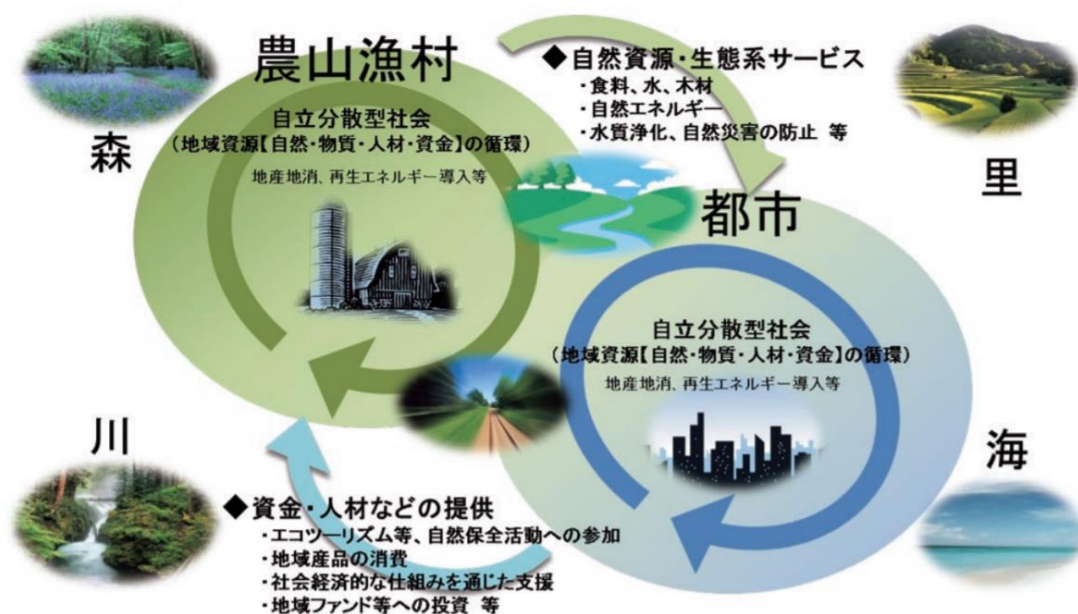 農山漁村
◆自然資源・生態系サービス
・食料、水、木材
・自然エネルギー
・水質浄化、自然災害の防止 等
森
自立分散型社会
(地域資源【自然・物質・人材・資金】の循環)
地産地消、再生エネルギー導入等
里
都市
自立分散型社会
(地域資源【自然・物質・人材・資金】の循環)
地産地消、再生エネルギー導入等
川
海
◆資金・人材などの提供
・エコツーリズム等、自然保全活動への参加
・地域産品の消費
・社会経済的な仕組みを通じた支援
・地域ファンド等への投資 等